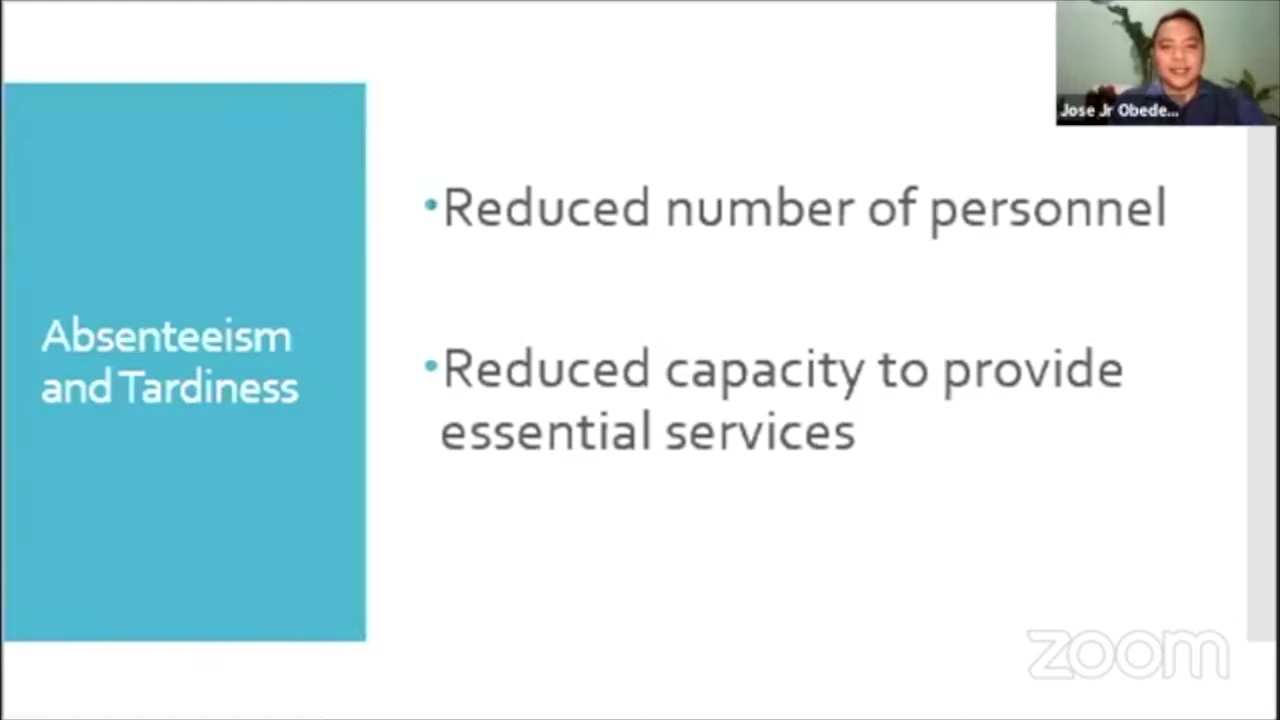 Jose Jr Obede...
•Reduced number of personnel
Absenteeism
and Tardiness
•Reduced capacity to provide
essential services
zoom